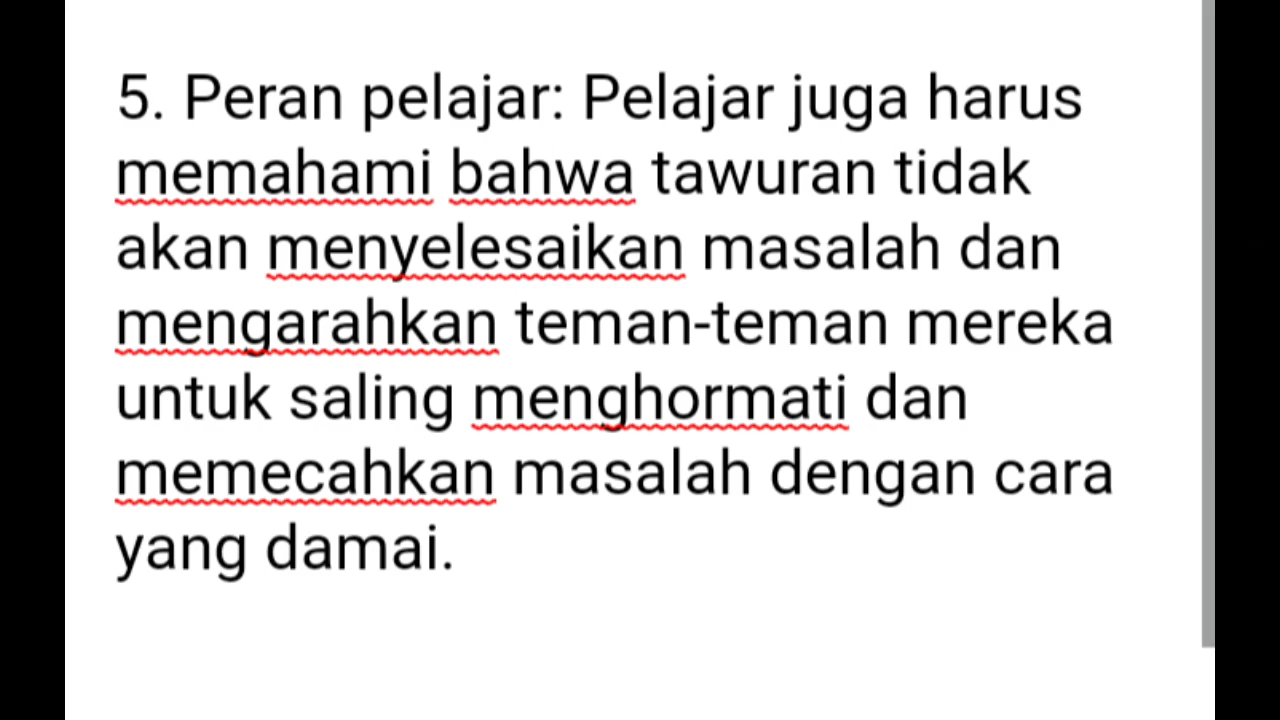 5. Peran pelajar: Pelajar juga harus
memahami bahwa tawuran tidak
akan menyelesaikan masalah dan
mengarahkan teman-teman mereka
untuk saling menghormati dan
memecahkan masalah dengan cara
yang damai.